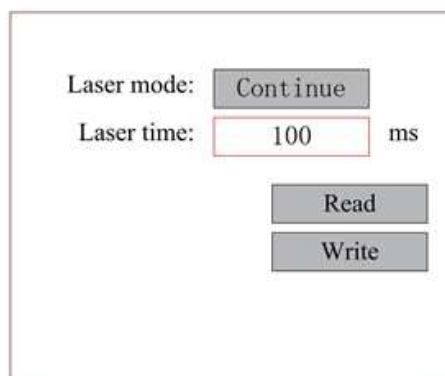 Laser mode: Continue
Laser time: 100 ms
Read
Write